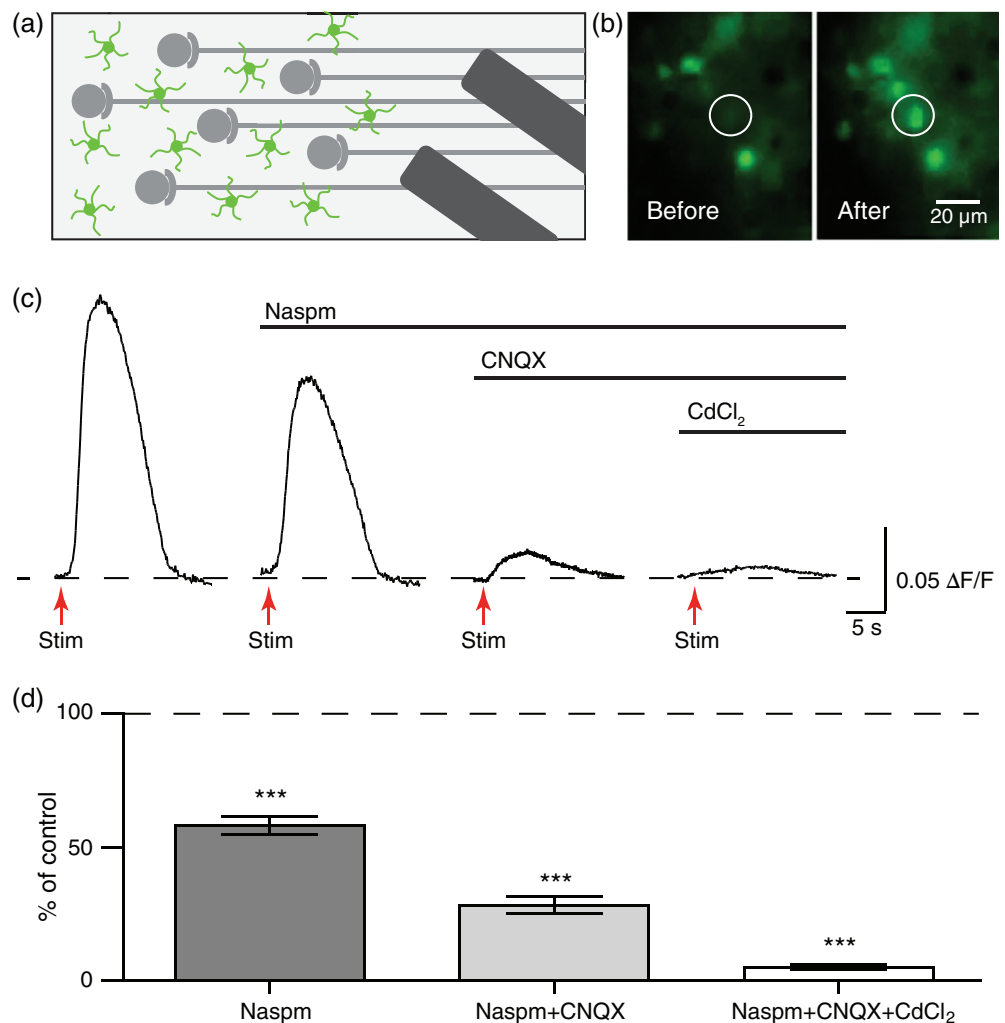 (a)
(b)
Before
After
20 µm
(c)
Naspm
CNQX
CdCl₂
0.05 ΔF/F
5 s
Stim
Stim
Stim
Stim
(d)
100
50
0
% of control
***
***
***
Naspm
Naspm+CNQX
Naspm+CNQX+CdCl₂